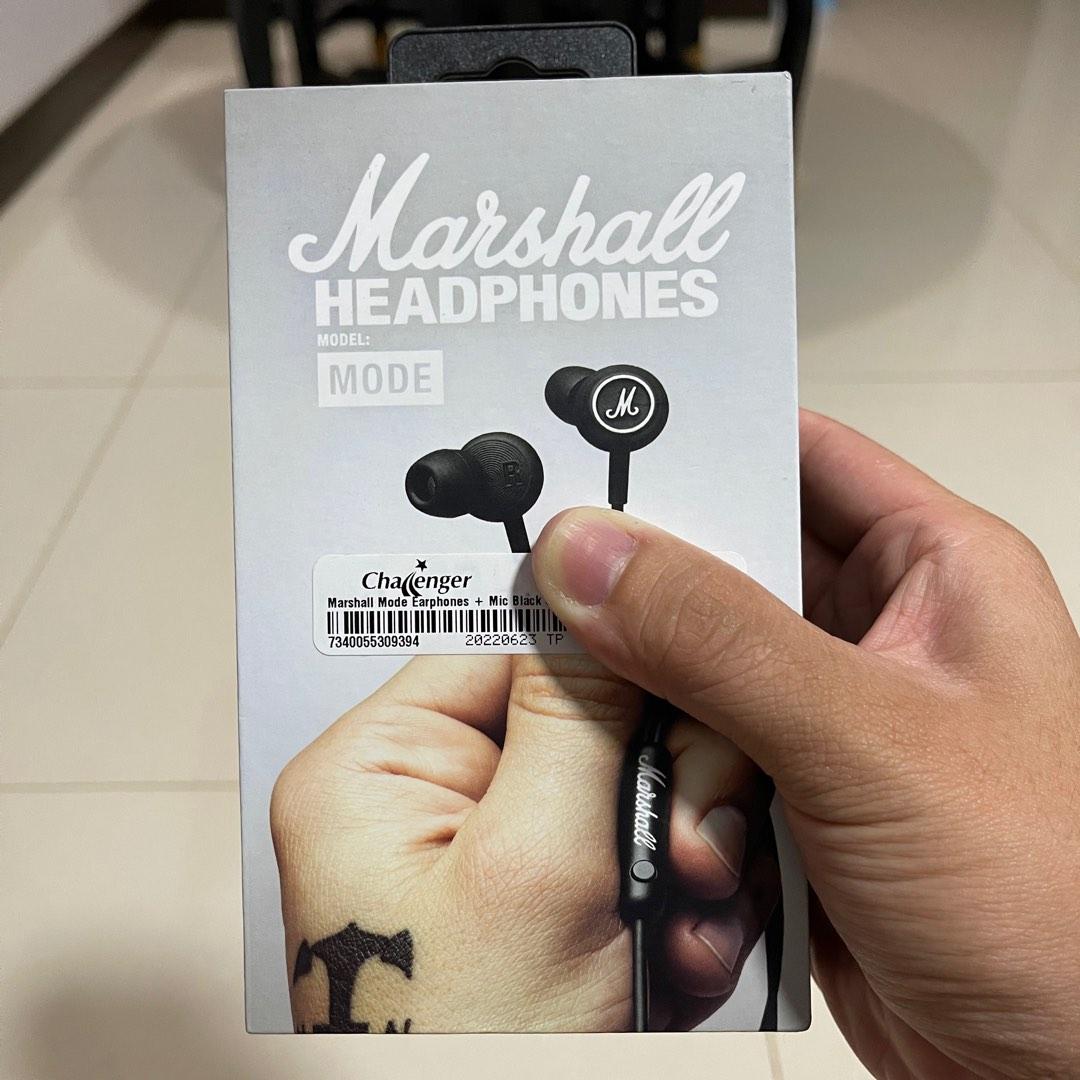 Marshall
HEADPHONES
MODEL:
MODE
M
R
Challenger
Marshall Mode Earphones + Mic Black
7340055309394 20220623 TP
Marshall